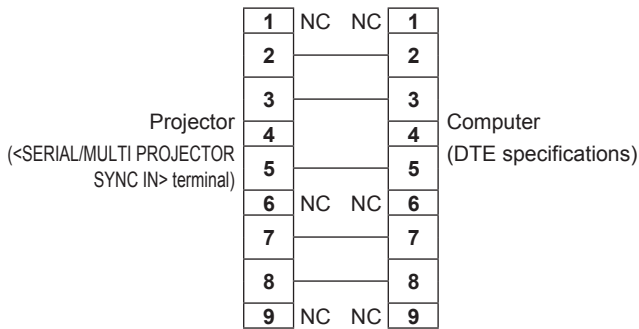 1 NC NC 1
2 2
3 3
Projector
4 4
Computer
(<SERIAL/MULTI PROJECTOR
SYNC IN> terminal)
(DTE specifications)
5 5
6 NC NC 6
7 7
8 8
9 NC NC 9